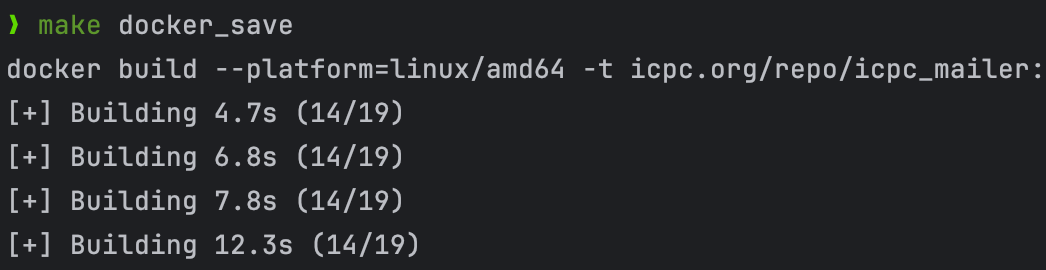 ❯ make docker_save
docker build --platform=linux/amd64 -t icpc.org/repo/icpc_mailer:
[+] Building 4.7s (14/19)
[+] Building 6.8s (14/19)
[+] Building 7.8s (14/19)
[+] Building 12.3s (14/19)